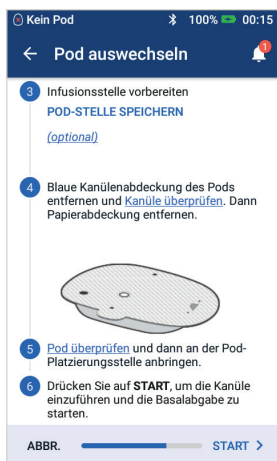 Kein Pod 100% 00:15
Pod auswechseln 1
3 Infusionsstelle vorbereiten
POD-STELLE SPEICHERN
(optional)
4 Blaue Kanülenabdeckung des Pods
entfernen und Kanüle überprüfen. Dann
Papierabdeckung entfernen.
5 Pod überprüfen und dann an der Pod-
Platzierungsstelle anbringen.
6 Drücken Sie auf START, um die Kanüle
einzuführen und die Basalabgabe zu
starten.
ABBR. START